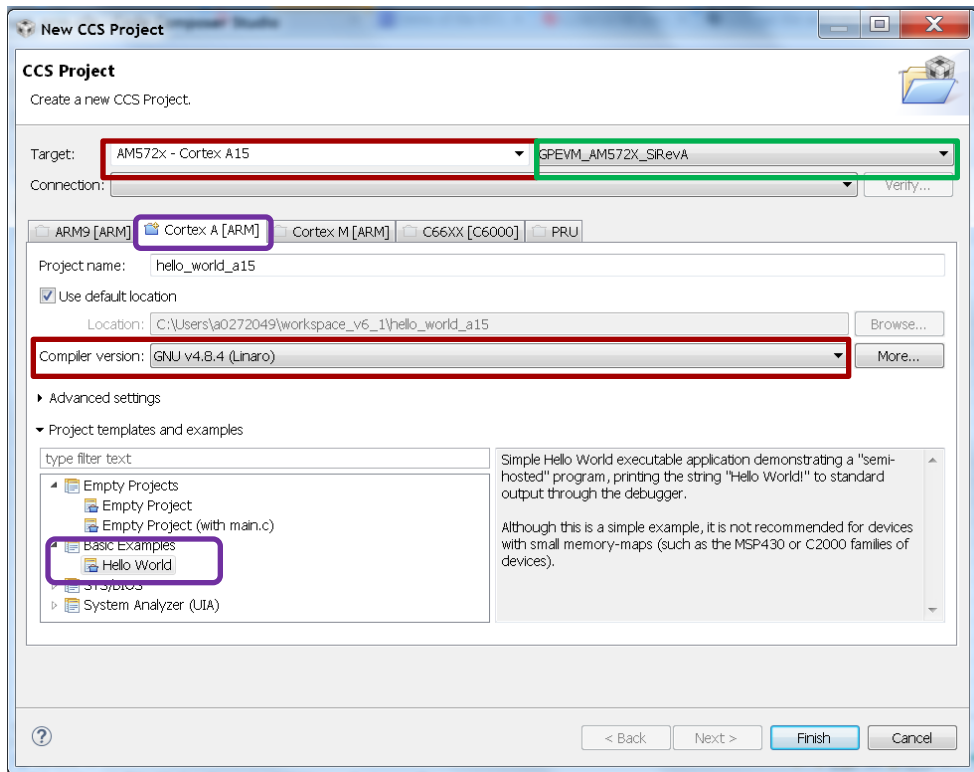 New CCS Project
CCS Project
Create a new CCS Project.
Target: AM572x - Cortex A15 GPEVM_AM572X_SiRevA
Connection: Verify...
ARM9 [ARM] Cortex A [ARM] Cortex M [ARM] C66XX [C6000] PRU
Project name: hello_world_a15
Use default location
Location: C:\Users\a0272049\workspace_v6_1\hello_world_a15 Browse...
Compiler version: GNU v4.8.4 (Linaro) More...
Advanced settings
Project templates and examples
type filter text
Empty Projects
Empty Project
Empty Project (with main.c)
Basic Examples
Hello World
SYS/BIOS
System Analyzer (UIA)
Simple Hello World executable application demonstrating a "semi-
hosted" program, printing the string "Hello World!" to standard
output through the debugger.
Although this is a simple example, it is not recommended for devices
with small memory-maps (such as the MSP430 or C2000 families of
devices).
? < Back Next > Finish Cancel